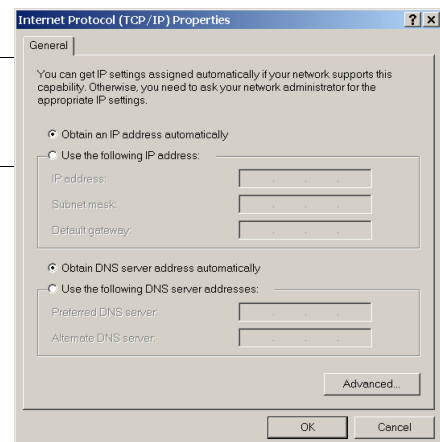 Internet Protocol (TCP/IP) Properties
General
You can get IP settings assigned automatically if your network supports this
capability. Otherwise, you need to ask your network administrator for the
appropriate IP settings.
Obtain an IP address automatically
Use the following IP address:
IP address:
Subnet mask:
Default gateway:
Obtain DNS server address automatically
Use the following DNS server addresses:
Preferred DNS server:
Alternate DNS server:
Advanced...
OK
Cancel